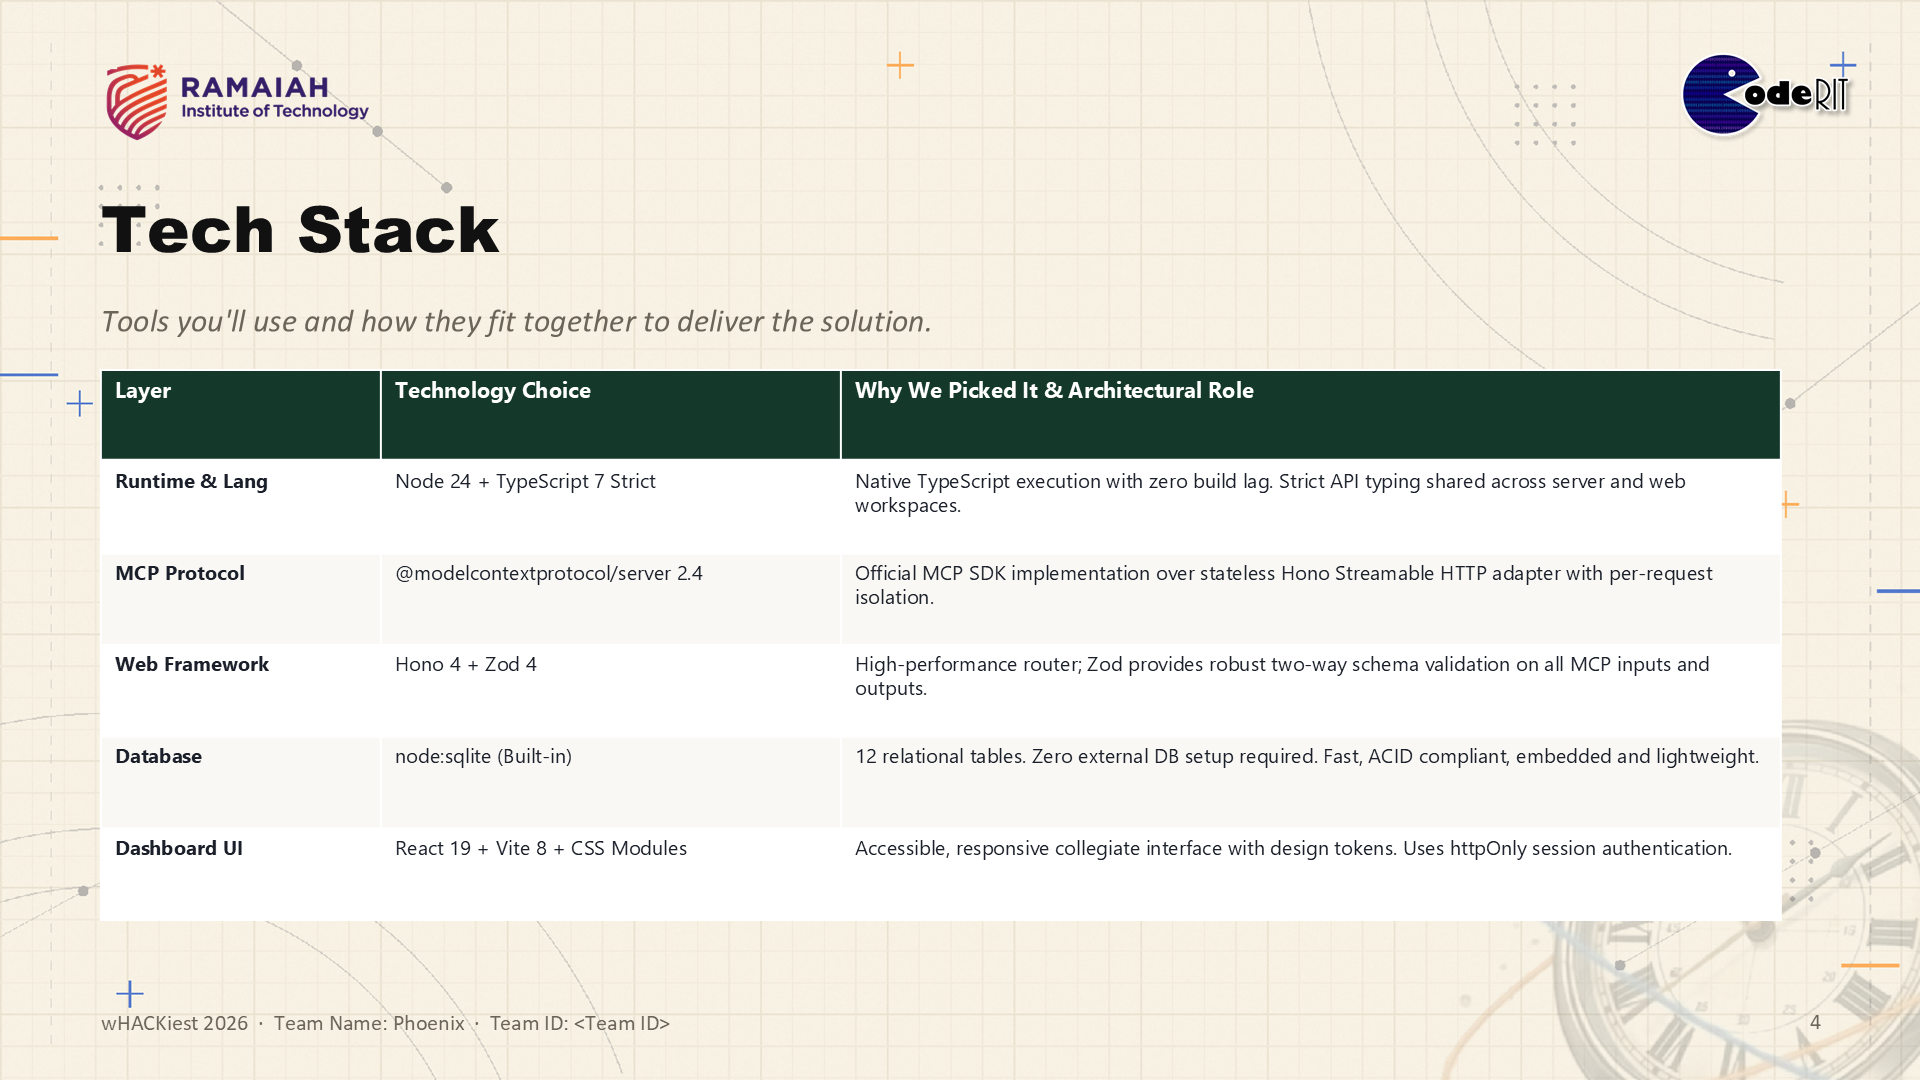 RAMAIAH
Institute of Technology
odeRIT
Tech Stack
Tools you'll use and how they fit together to deliver the solution.
Layer
Technology Choice
Why We Picked It & Architectural Role
Runtime & Lang
Node 24 + TypeScript 7 Strict
Native TypeScript execution with zero build lag. Strict API typing shared across server and web
workspaces.
MCP Protocol
@modelcontextprotocol/server 2.4
Official MCP SDK implementation over stateless Hono Streamable HTTP adapter with per-request
isolation.
Web Framework
Hono 4 + Zod 4
High-performance router; Zod provides robust two-way schema validation on all MCP inputs and
outputs.
Database
node:sqlite (Built-in)
12 relational tables. Zero external DB setup required. Fast, ACID compliant, embedded and lightweight.
Dashboard UI
React 19 + Vite 8 + CSS Modules
Accessible, responsive collegiate interface with design tokens. Uses httpOnly session authentication.
wHACKiest 2026 · Team Name: Phoenix · Team ID: <Team ID>
4